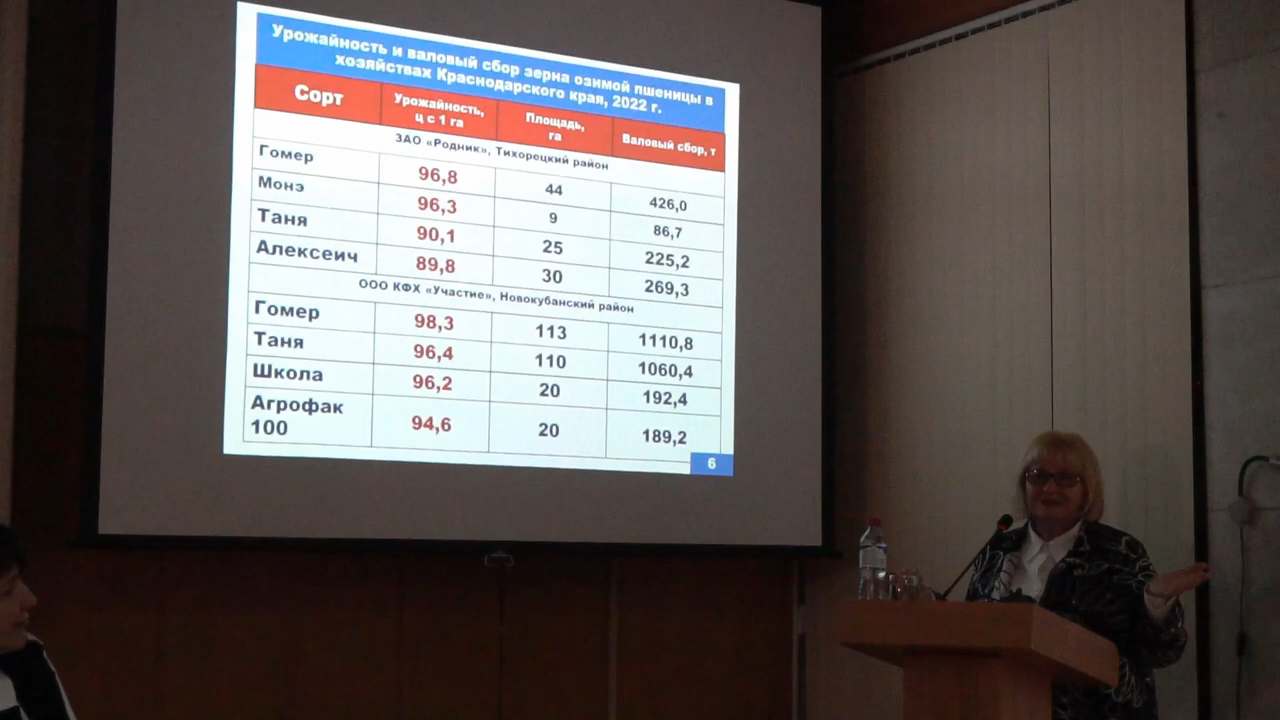 Урожайность и валовый сбор зерна озимой пшеницы в
хозяйствах Краснодарского края, 2022 г.
Сорт Урожайность, ц с 1 га Площадь, га Валовый сбор, т
ЗАО «Родник», Тихорецкий район
Гомер 96,8 44 426,0
Монэ 96,3 9 86,7
Таня 90,1 25 225,2
Алексеич 89,8 30 269,3
ООО КФХ «Участие», Новокубанский район
Гомер 98,3 113 1110,8
Таня 96,4 110 1060,4
Школа 96,2 20 192,4
Агрофак 100 94,6 20 189,2
6